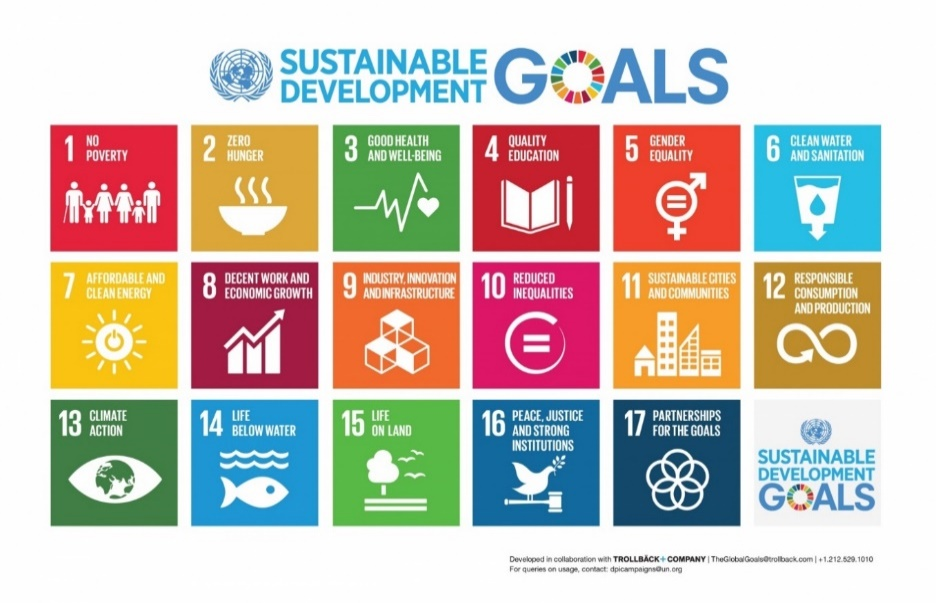 SUSTAINABLE
DEVELOPMENT
GOALS
1 NO
POVERTY
2 ZERO
HUNGER
3 GOOD HEALTH
AND WELL-BEING
4 QUALITY
EDUCATION
5 GENDER
EQUALITY
6 CLEAN WATER
AND SANITATION
7 AFFORDABLE AND
CLEAN ENERGY
8 DECENT WORK AND
ECONOMIC GROWTH
9 INDUSTRY, INNOVATION
AND INFRASTRUCTURE
10 REDUCED
INEQUALITIES
11 SUSTAINABLE CITIES
AND COMMUNITIES
12 RESPONSIBLE
CONSUMPTION
AND PRODUCTION
13 CLIMATE
ACTION
14 LIFE
BELOW WATER
15 LIFE
ON LAND
16 PEACE, JUSTICE
AND STRONG
INSTITUTIONS
17 PARTNERSHIPS
FOR THE GOALS
SUSTAINABLE
DEVELOPMENT
GOALS
Developed in collaboration with TROLLBÄCK+COMPANY | TheGlobalGoals@trollback.com | +1.212.529.1010
For queries on usage, contact: dpicampaigns@un.org